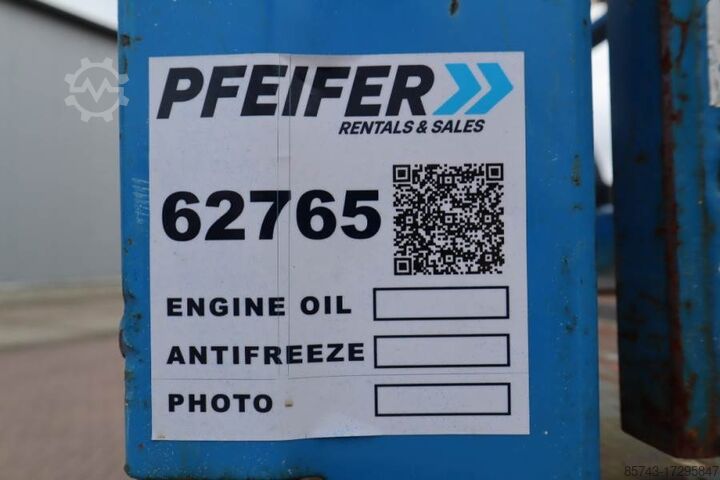 PFEIFER
RENTALS & SALES
62765
ENGINE OIL
ANTIFREEZE
PHOTO
85743-17295847